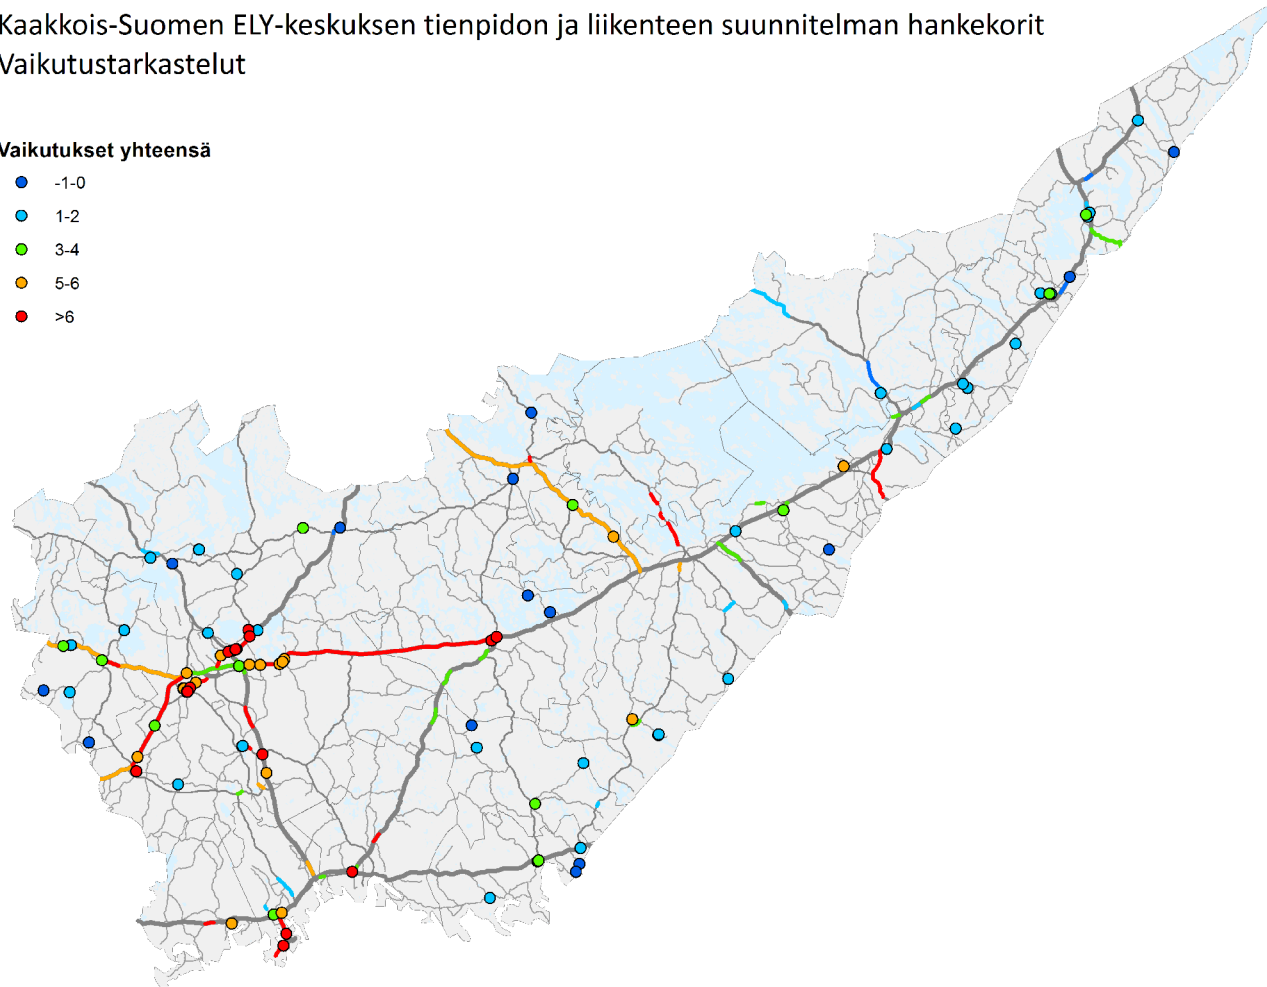 Kaakkois-Suomen ELY-keskuksen tienpidon ja liikenteen suunnitelman hankekorit
Vaikutustarkastelut
Vaikutukset yhteensä
-1-0
1-2
3-4
5-6
>6